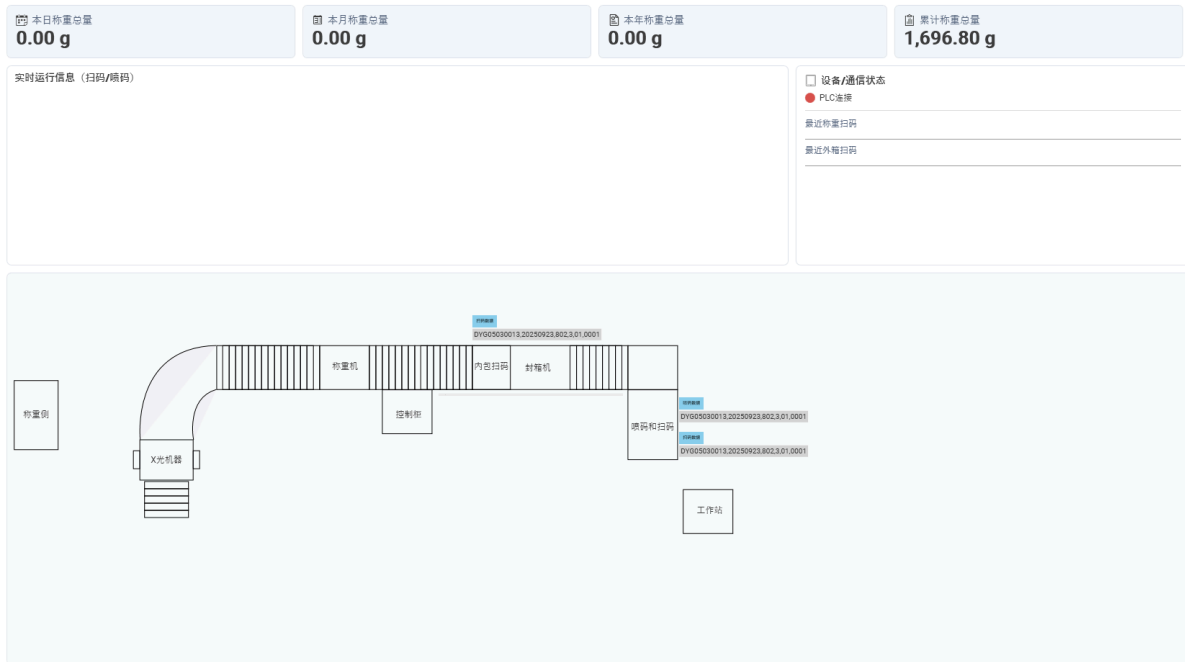 本日称重总量
0.00 g
本月称重总量
0.00 g
本年称重总量
0.00 g
累计称重总量
1,696.80 g
实时运行信息（扫码/喷码）
设备/通信状态
PLC连接
最近称重扫码
最近外箱扫码
DYG05030013,20250923,802,3,01,0001
称重机
内包扫码
封箱机
称重倒
控制柜
DYG05030013,20250923,802,3,01,0001
喷码和扫码
DYG05030013,20250923,802,3,01,0001
X光机器
工作站